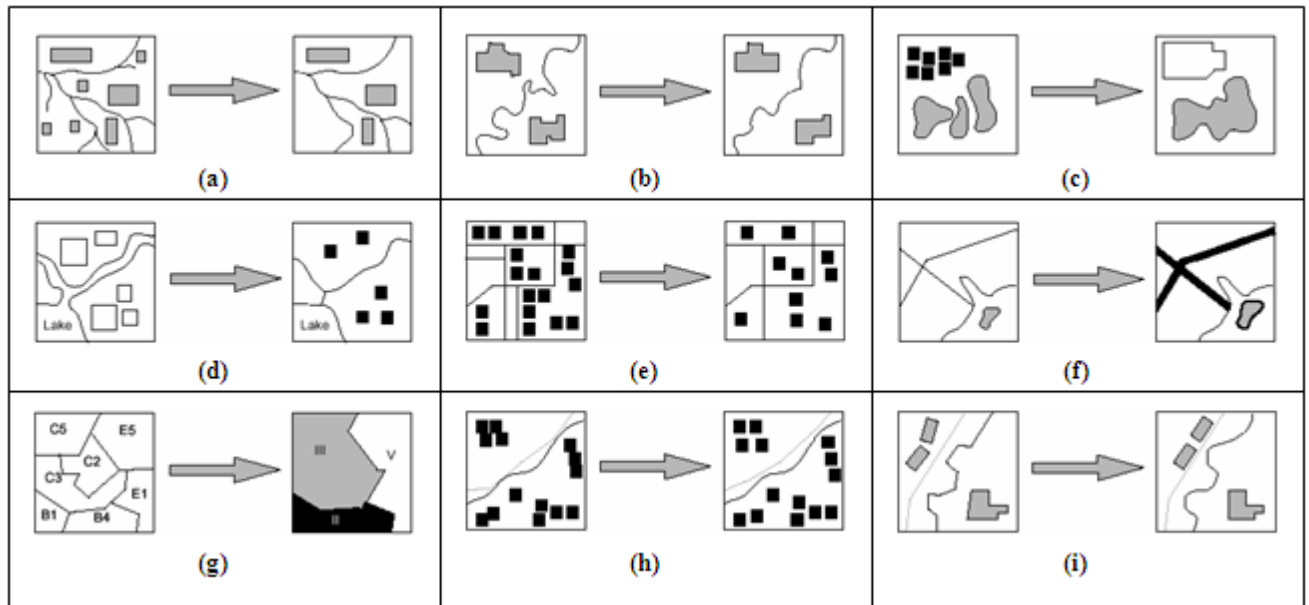 (a)
(b)
(c)
Lake
Lake
(d)
(e)
(f)
C5
E5
C2
C3
E1
B1
B4
III
V
II
(g)
(h)
(i)